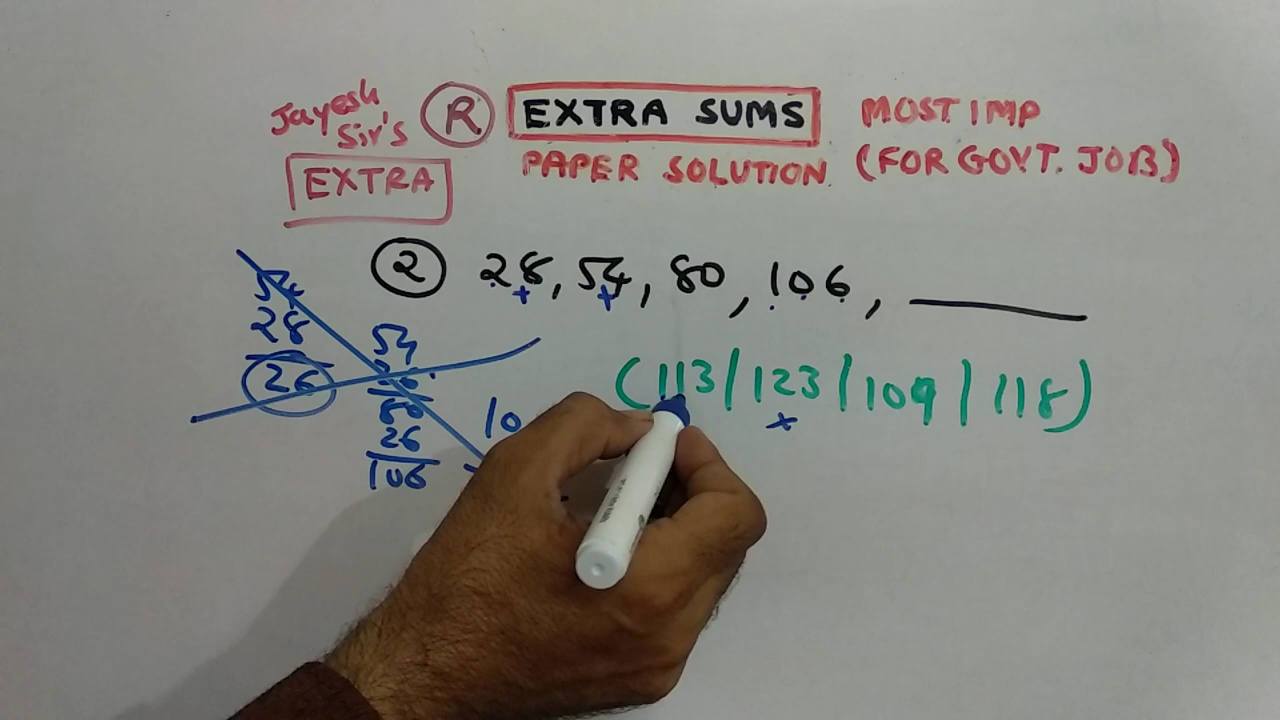 Jayesh Sir's
EXTRA
R EXTRA SUMS MOST IMP
PAPER SOLUTION (FOR GOVT. JOB)
2 28, 54, 80, 106, ____
(113/123/109/118)
x
54
28
26
54
80
26
106
10